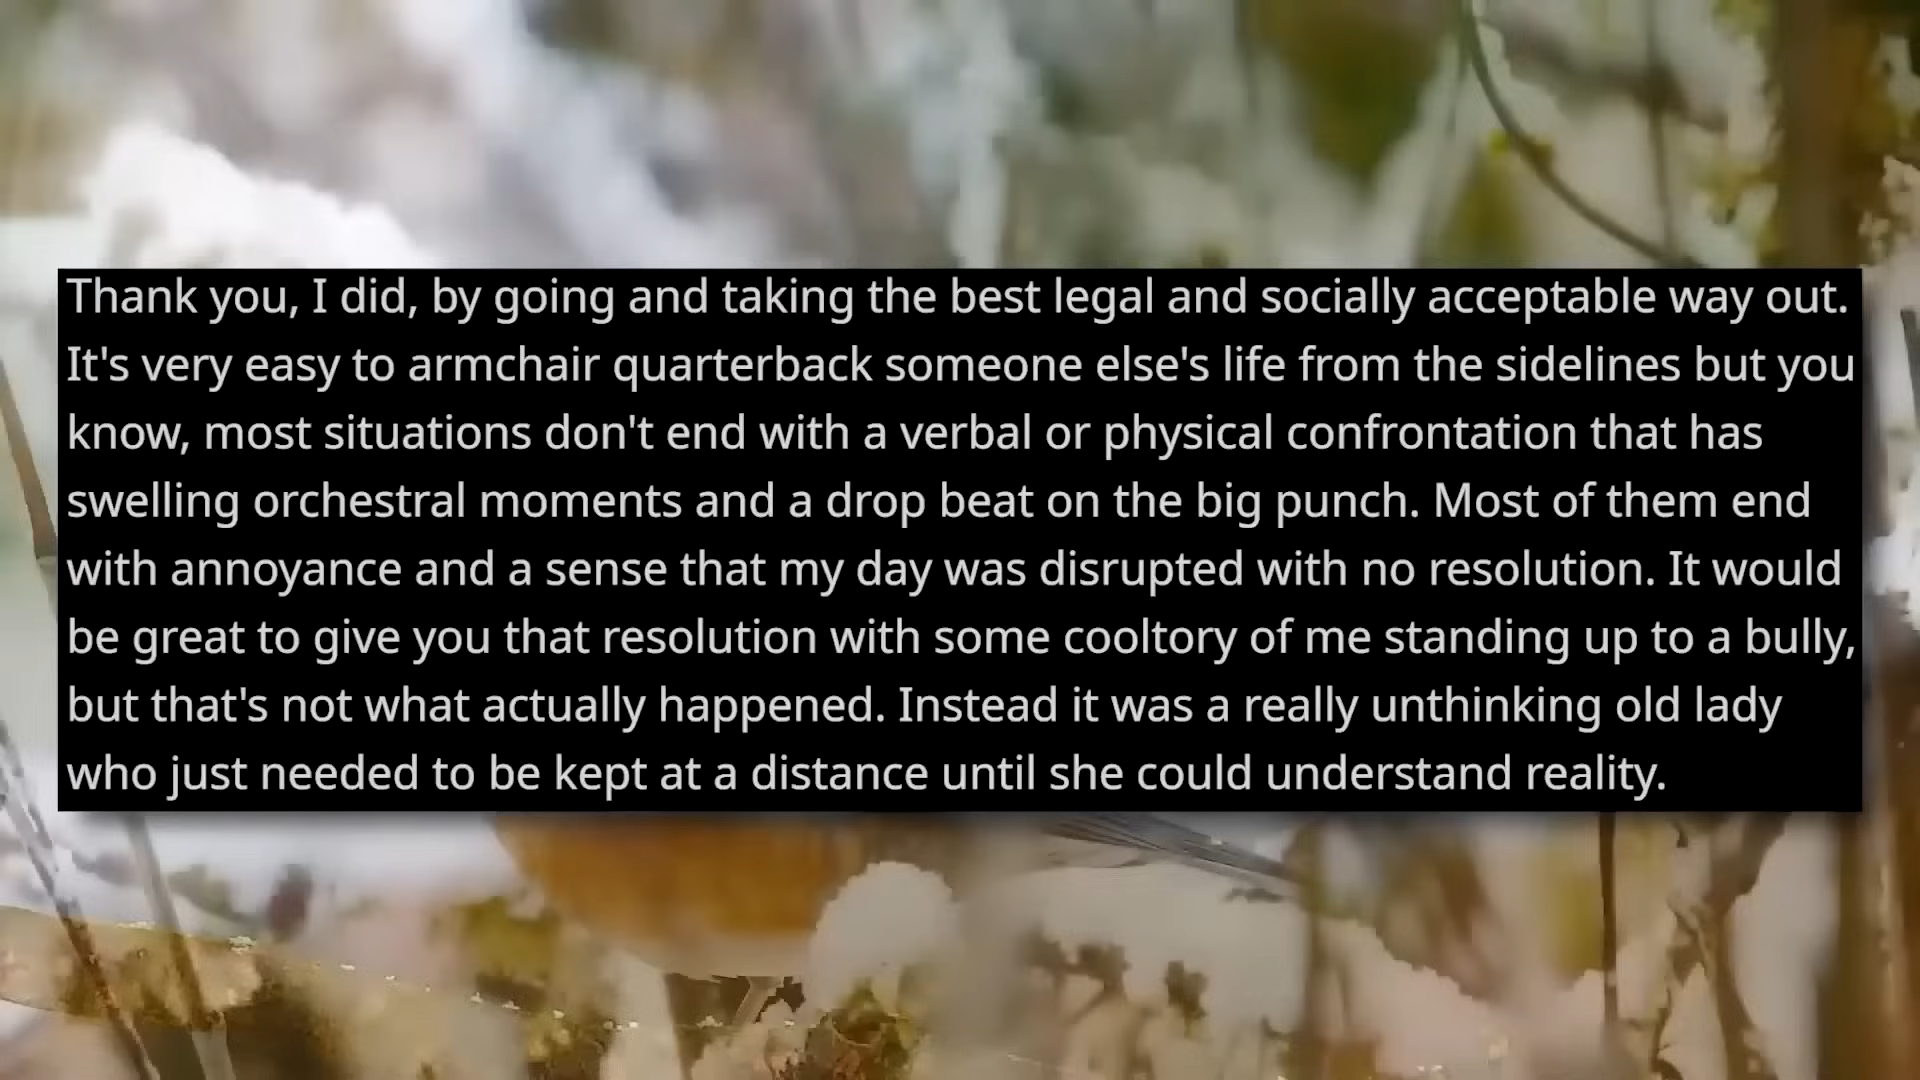 Thank you, I did, by going and taking the best legal and socially acceptable way out.
It's very easy to armchair quarterback someone else's life from the sidelines but you
know, most situations don't end with a verbal or physical confrontation that has
swelling orchestral moments and a drop beat on the big punch. Most of them end
with annoyance and a sense that my day was disrupted with no resolution. It would
be great to give you that resolution with some cooltory of me standing up to a bully,
but that's not what actually happened. Instead it was a really unthinking old lady
who just needed to be kept at a distance until she could understand reality.